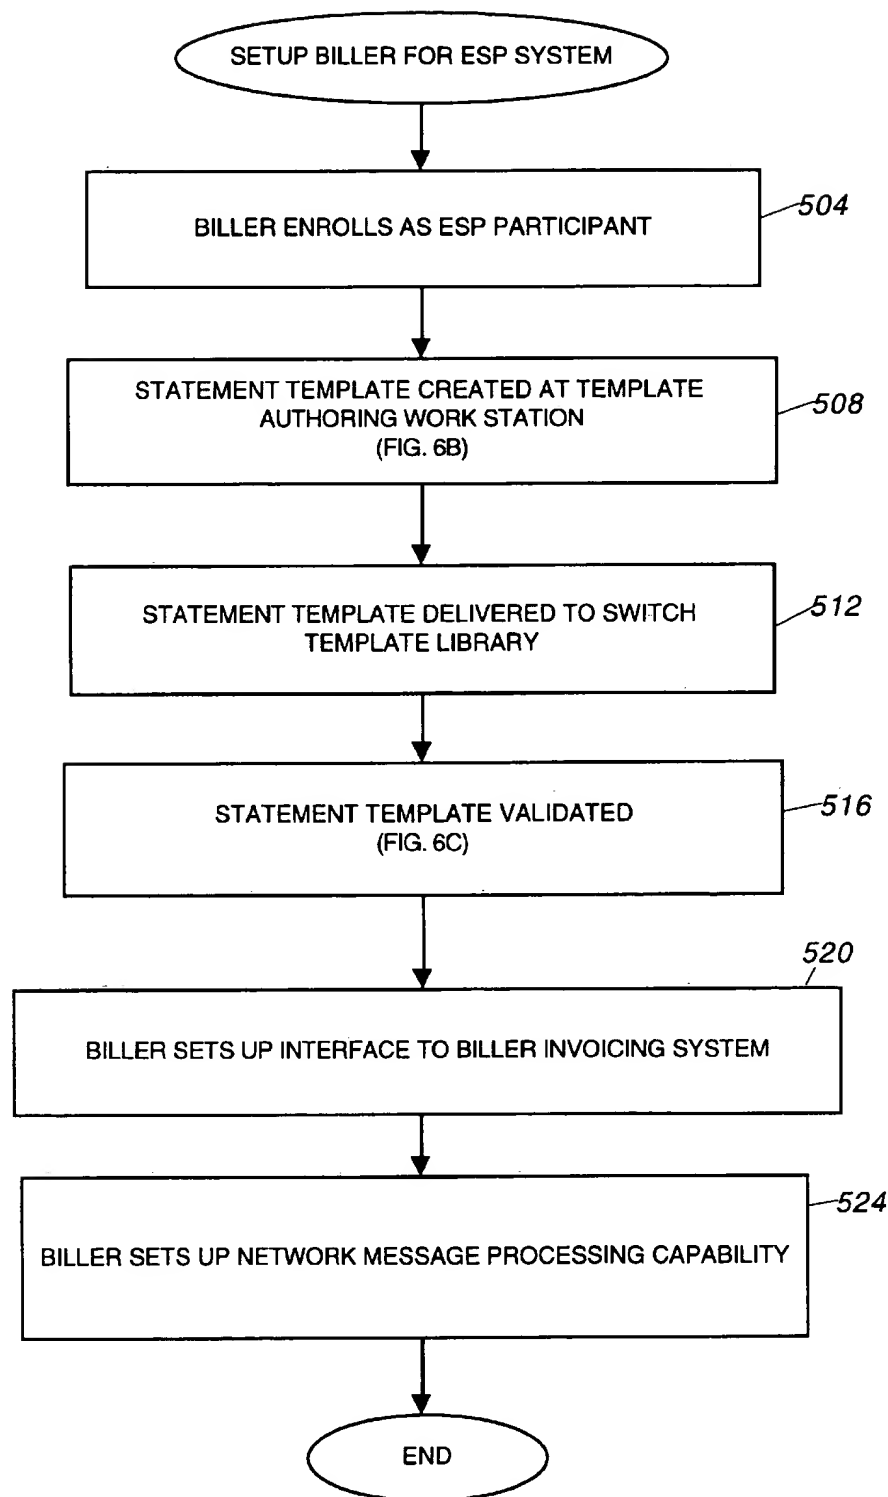 SETUP BILLER FOR ESP SYSTEM
BILLER ENROLLS AS ESP PARTICIPANT
504
STATEMENT TEMPLATE CREATED AT TEMPLATE
AUTHORING WORK STATION
(FIG. 6B)
508
STATEMENT TEMPLATE DELIVERED TO SWITCH
TEMPLATE LIBRARY
512
STATEMENT TEMPLATE VALIDATED
(FIG. 6C)
516
520
BILLER SETS UP INTERFACE TO BILLER INVOICING SYSTEM
524
BILLER SETS UP NETWORK MESSAGE PROCESSING CAPABILITY
END